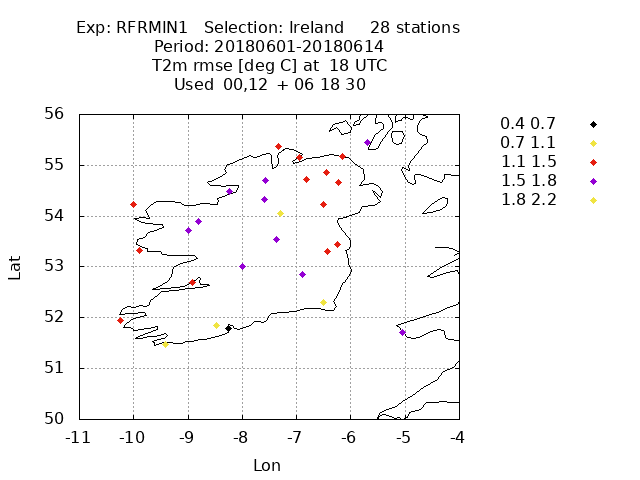 Exp: RFRMIN1 Selection: Ireland 28 stations
Period: 20180601-20180614
T2m rmse [deg C] at 18 UTC
Used 00,12 + 06 18 30
56
55
54
53
52
51
50
Lat
-11 -10 -9 -8 -7 -6 -5 -4
Lon
0.4 0.7
0.7 1.1
1.1 1.5
1.5 1.8
1.8 2.2